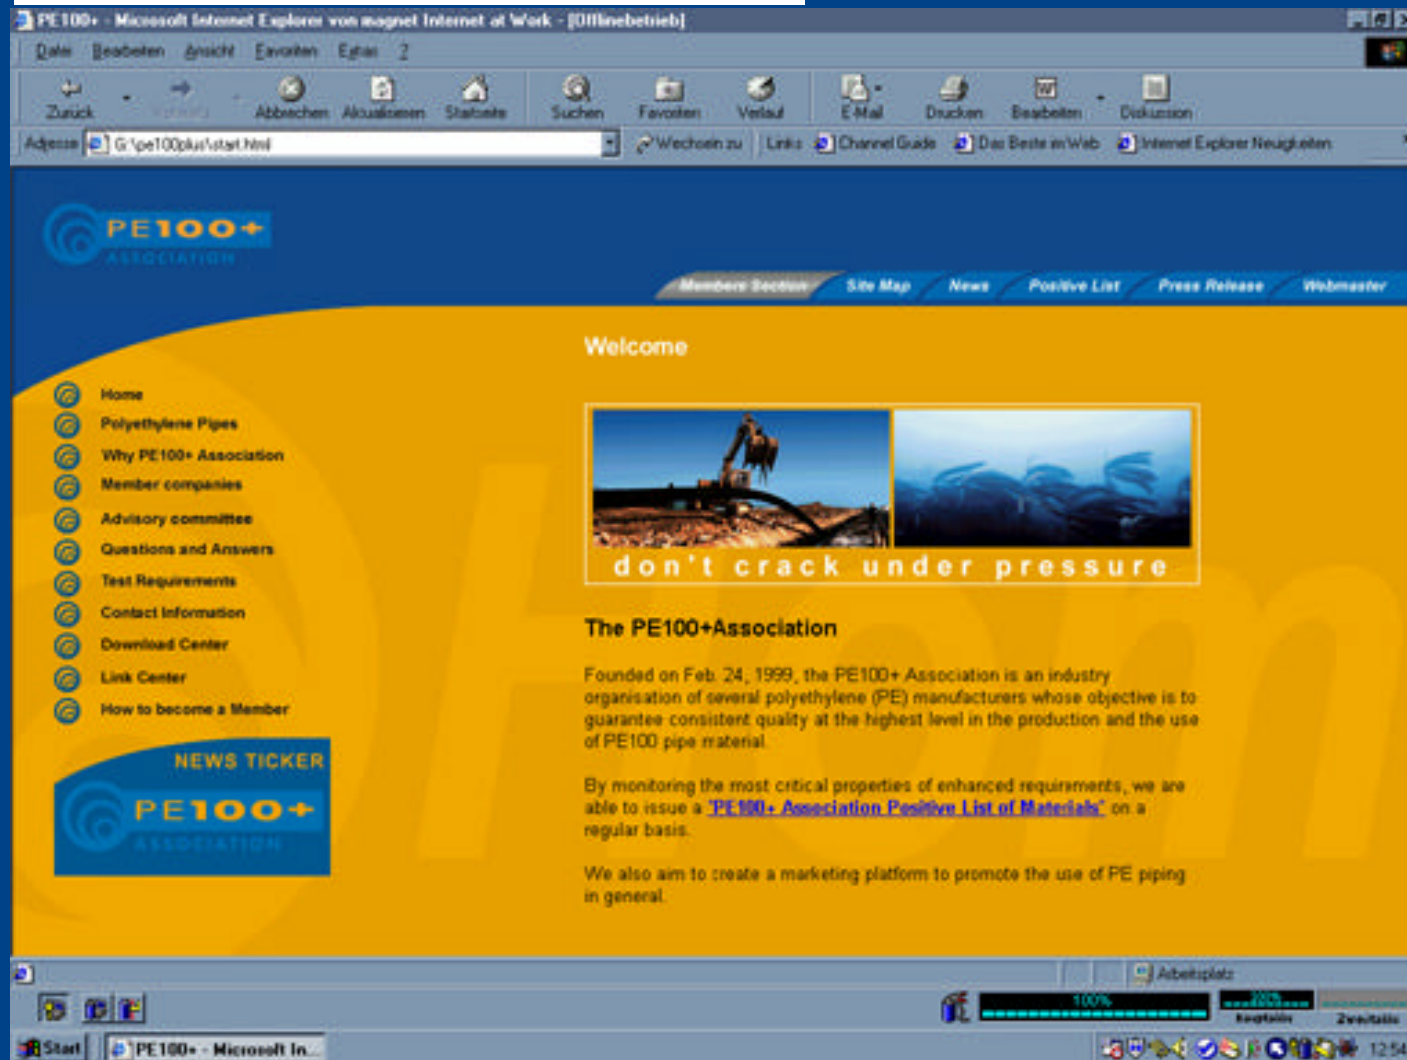 PE100+ - Microsoft Internet Explorer von magnet Internet at Work - [Offlinebetrieb]
Datei Bearbeiten Ansicht Favoriten Extras ?
Zurück Abbrechen Aktualisieren Startseite Suchen Favoriten Verlauf E-Mail Drucken Bearbeiten Diskussion
Adresse G:\pe100plus\start.html Wechseln zu Links Channel Guide Das Beste im Web Internet Explorer Neuigkeiten
PE100+
ASSOCIATION
Members Section Site Map News Positive List Press Release Webmaster
Welcome
Home
Polyethylene Pipes
Why PE100+ Association
Member companies
Advisory committee
Questions and Answers
Test Requirements
Contact Information
Download Center
Link Center
How to become a Member
NEWS TICKER
PE100+
ASSOCIATION
don't crack under pressure
The PE100+Association
Founded on Feb. 24, 1999, the PE100+ Association is an industry
organisation of several polyethylene (PE) manufacturers whose objective is to
guarantee consistent quality at the highest level in the production and the use
of PE100 pipe material.
By monitoring the most critical properties of enhanced requirements, we are
able to issue a "PE100+ Association Positive List of Materials" on a
regular basis.
We also aim to create a marketing platform to promote the use of PE piping
in general.
Arbeitsplatz
100%
Start PE100+ - Microsoft In... 12:54